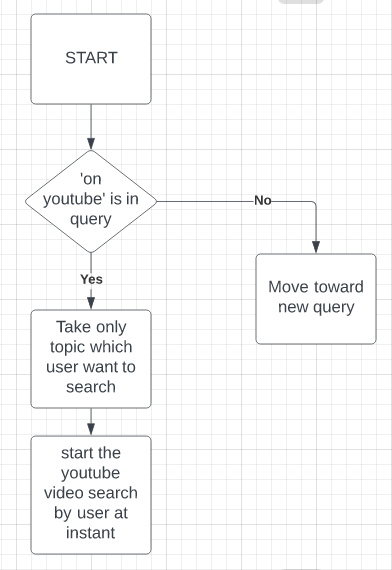 START
'on
youtube' is in
query
No
Move toward
new query
Yes
Take only
topic which
user want to
search
start the
youtube
video search
by user at
instant